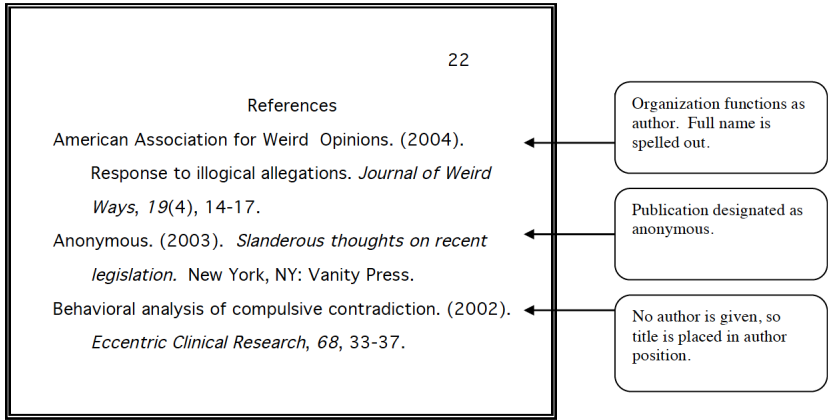 22
References
American Association for Weird  Opinions. (2004).
Response to illogical allegations. Journal of Weird
Ways, 19(4), 14-17.
Anonymous. (2003).  Slanderous thoughts on recent
legislation.  New York, NY: Vanity Press.
Behavioral analysis of compulsive contradiction. (2002).
Eccentric Clinical Research, 68, 33-37.
Organization functions as
author.  Full name is
spelled out.
Publication designated as
anonymous.
No author is given, so
title is placed in author
position.